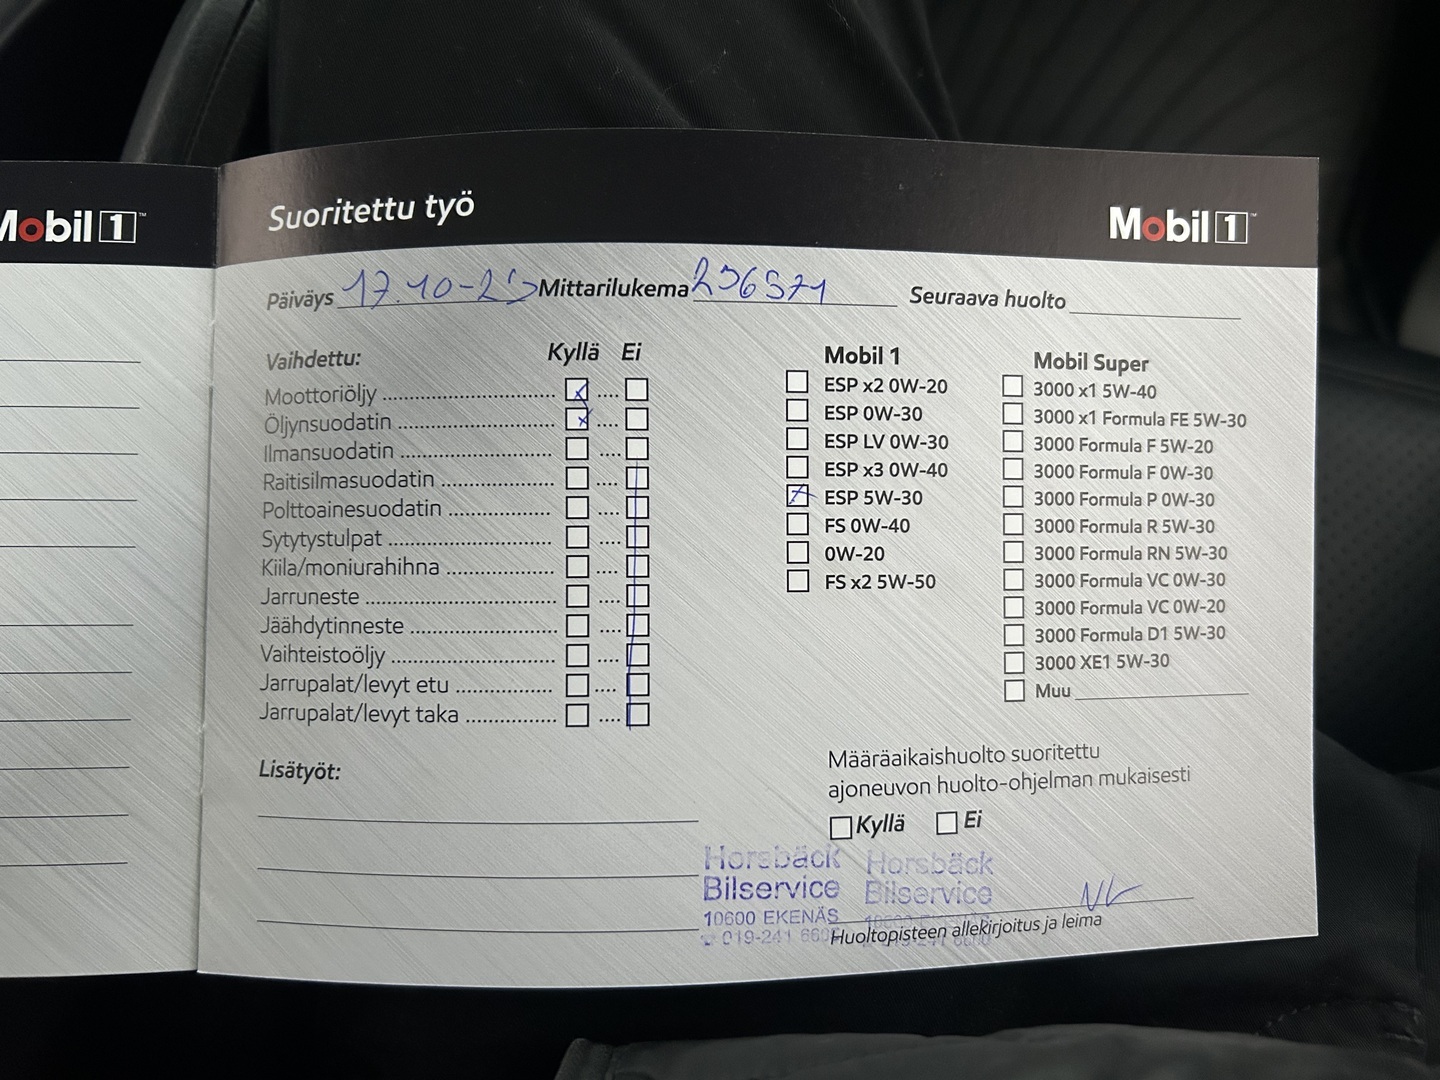 Mobil 1™
Suoritettu työ
Mobil 1™
Päiväys 17.10-23 Mittarilukema 236571 Seuraava huolto
Vaihdettu: Kyllä Ei
Moottoriöljy
Öljynsuodatin
Ilmansuodatin
Raitisilmasuodatin
Polttoainesuodatin
Sytytystulpat
Kiila/moniurahihna
Jarruneste
Jäähdytinneste
Vaihteistoöljy
Jarrupalat/levyt etu
Jarrupalat/levyt taka
Lisätyöt:
Mobil 1
ESP x2 0W-20
ESP 0W-30
ESP LV 0W-30
ESP x3 0W-40
ESP 5W-30
FS 0W-40
0W-20
FS x2 5W-50
Mobil Super
3000 x1 5W-40
3000 x1 Formula FE 5W-30
3000 Formula F 5W-20
3000 Formula F 0W-30
3000 Formula P 0W-30
3000 Formula R 5W-30
3000 Formula RN 5W-30
3000 Formula VC 0W-30
3000 Formula VC 0W-20
3000 Formula D1 5W-30
3000 XE1 5W-30
Muu
Määräaikaishuolto suoritettu
ajoneuvon huolto-ohjelman mukaisesti
Kyllä Ei
Horsbäck Horsbäck
Bilservice Bilservice
10600 EKENÄS
019-241
Huoltopisteen allekirjoitus ja leima